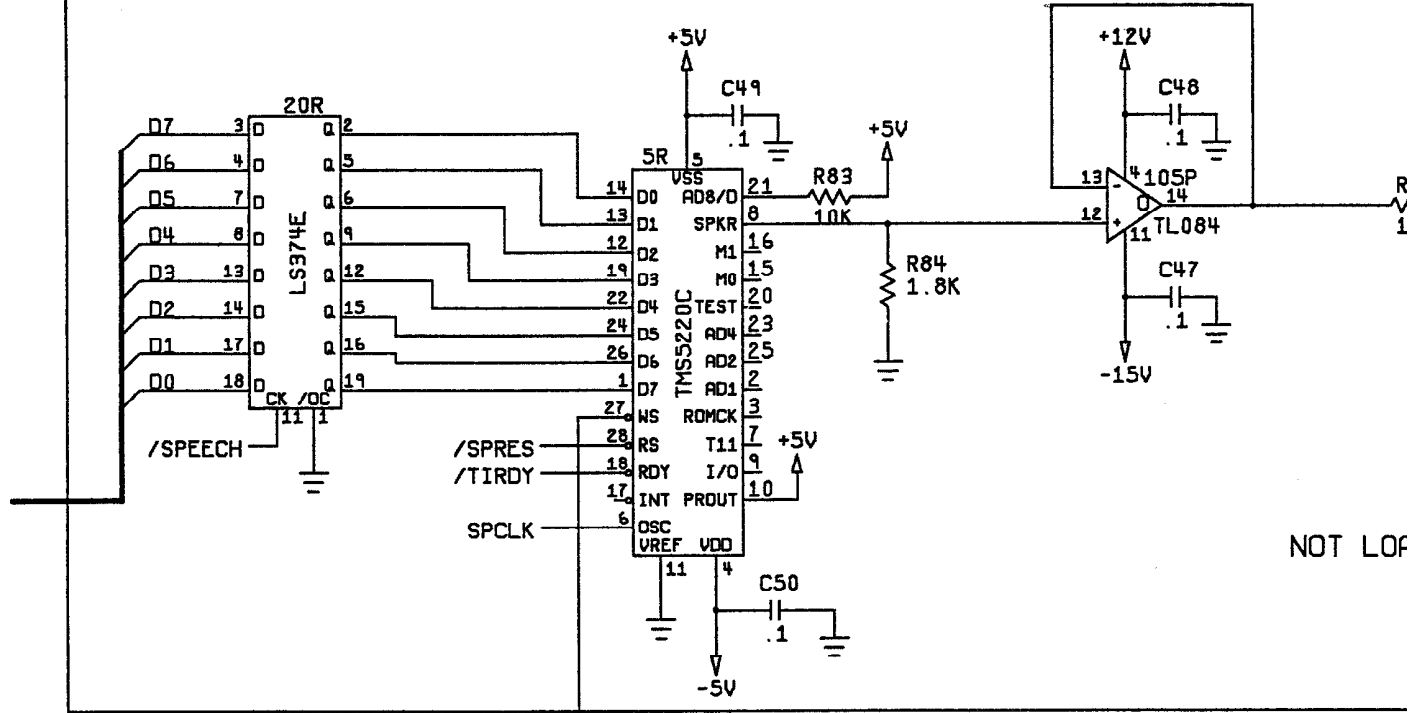 +5V
C49
.1
+12V
C48
.1
20R
D7 3 D Q 2
D6 4 D Q 5
D5 7 D Q 6
D4 8 D Q 9
D3 13 D Q 12
D2 14 D Q 15
D1 17 D Q 16
D0 18 D Q 19
LS374E
CK /OC
11 1
/SPEECH
5R
5
VSS
14 D0 AD8/D 21
13 D1 SPKR 8
12 D2 M1 16
19 D3 M0 15
22 D4 TEST 20
24 D5 AD4 23
26 D6 AD2 25
1 D7 AD1 2
27 WS ROMCK 3
28 RS T11 7
18 RDY I/O 9
17 INT PROUT 10
6 OSC
VREF VDD
11 4
TMS5220C
/SPRES
/TIRDY
SPCLK
+5V
R83
10K
+5V
R84
1.8K
13 - 4 105P
14
12 + 11 TL084
C47
.1
-15V
R
1
C50
.1
-5V
NOT